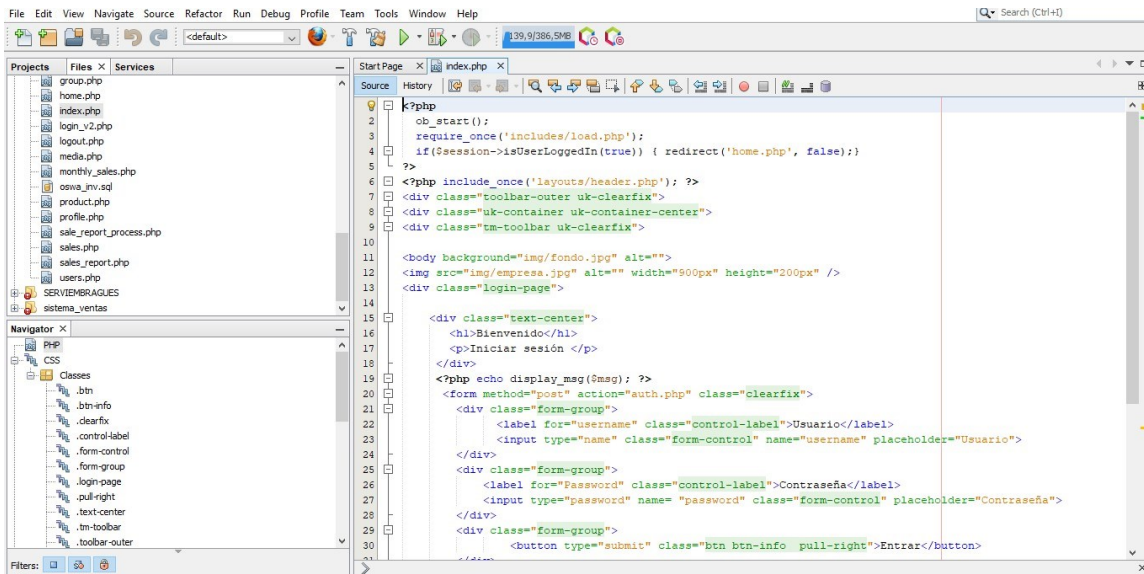 File Edit View Navigate Source Refactor Run Debug Profile Team Tools Window Help
Search (Ctrl+I)
<default>
139,9/386,5MB
Projects Files × Services
group.php
home.php
index.php
login_v2.php
logout.php
media.php
monthly_sales.php
oswa_inv.sql
product.php
profile.php
sale_report_process.php
sales.php
sales_report.php
users.php
SERVIEMBRAGUES
sistema_ventas
Navigator ×
PHP
CSS
Classes
.btn
.btn-info
.clearfix
.control-label
.form-control
.form-group
.login-page
.pull-right
.text-center
.tm-toolbar
.toolbar-outer
Filters:
Start Page × index.php ×
Source History
<?php
2 ob_start();
3 require_once('includes/load.php');
4 if($session->isUserLoggedIn(true)) { redirect('home.php', false);}
5 ?>
6 <?php include_once('layouts/header.php'); ?>
7 <div class="toolbar-outer uk-clearfix">
8 <div class="uk-container uk-container-center">
9 <div class="tm-toolbar uk-clearfix">
10
11 <body background="img/fondo.jpg" alt="">
12 <img src="img/empresa.jpg" alt="" width="900px" height="200px" />
13 <div class="login-page">
14
15 <div class="text-center">
16 <h1>Bienvenido</h1>
17 <p>Iniciar sesión </p>
18 </div>
19 <?php echo display_msg($msg); ?>
20 <form method="post" action="auth.php" class="clearfix">
21 <div class="form-group">
22 <label for="username" class="control-label">Usuario</label>
23 <input type="name" class="form-control" name="username" placeholder="Usuario">
24 </div>
25 <div class="form-group">
26 <label for="Password" class="control-label">Contraseña</label>
27 <input type="password" name= "password" class="form-control" placeholder="Contraseña">
28 </div>
29 <div class="form-group">
30 <button type="submit" class="btn btn-info  pull-right">Entrar</button>